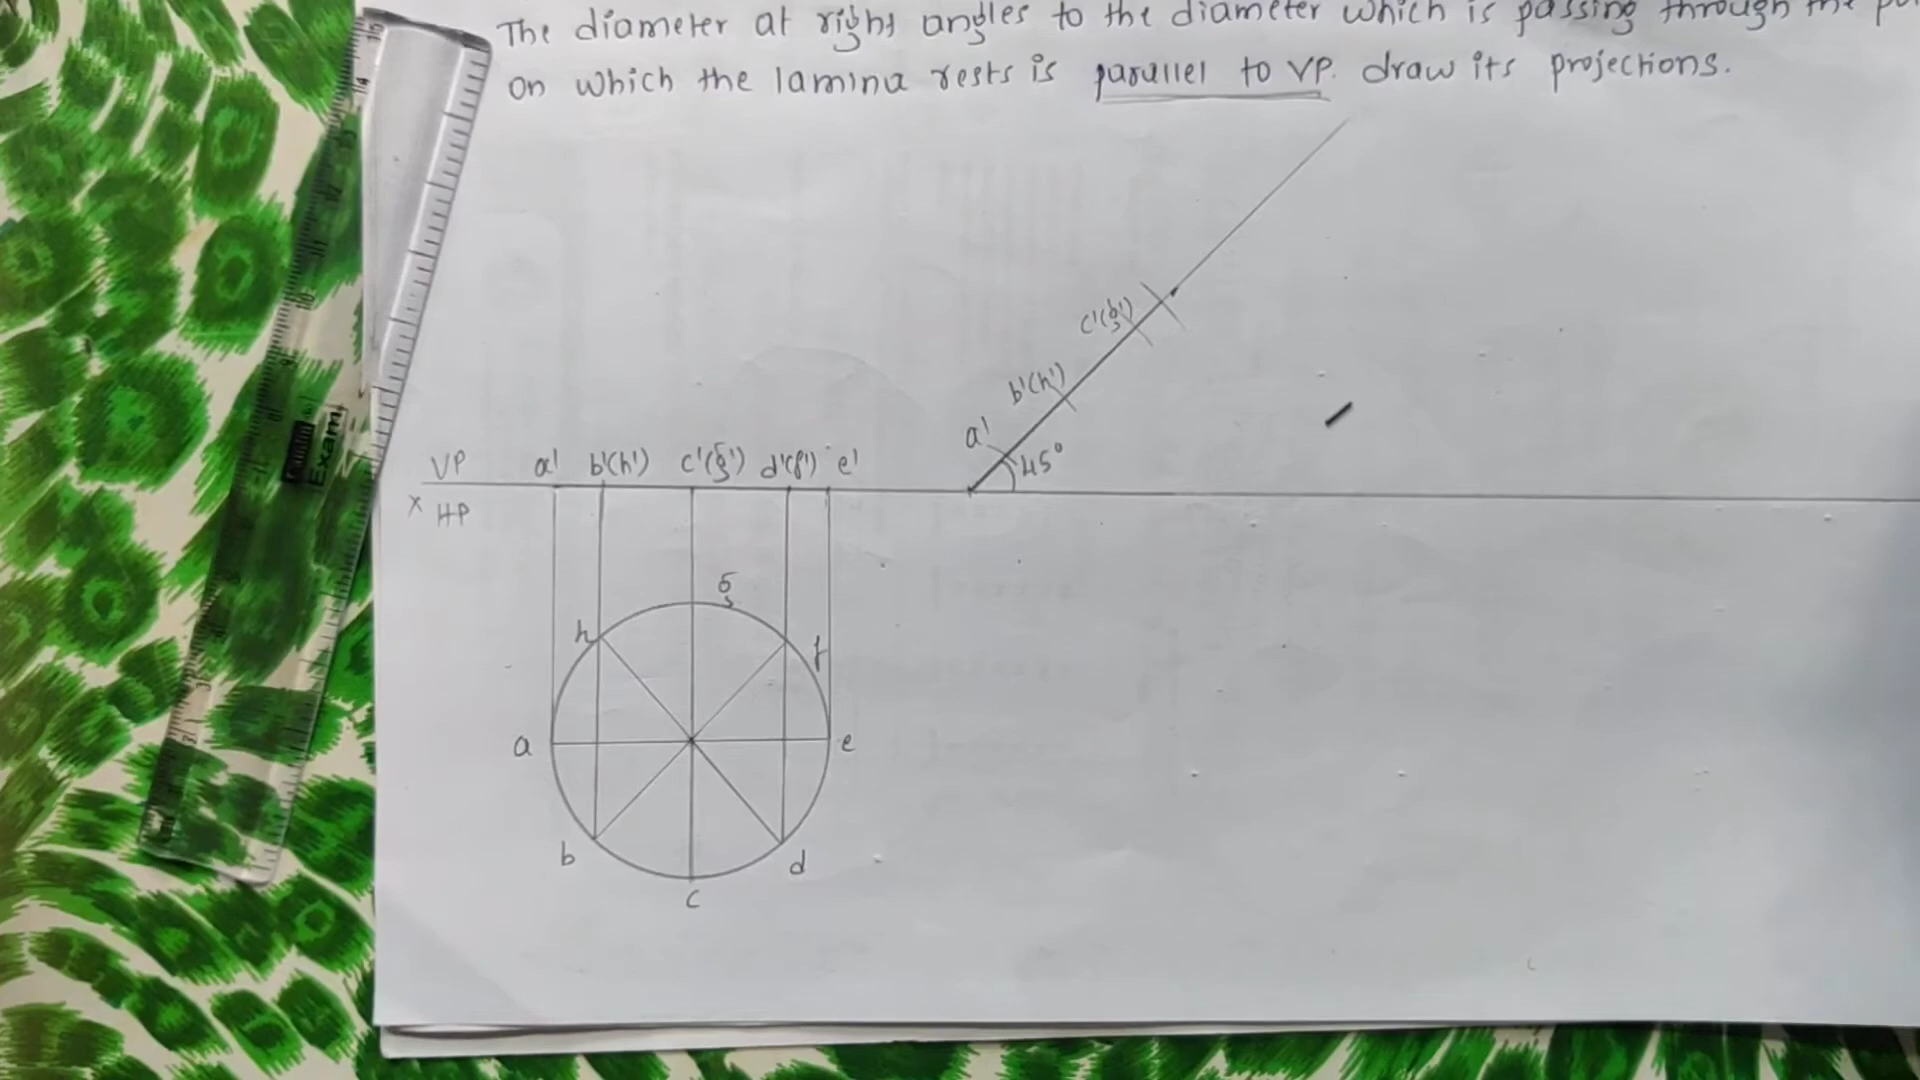 The diameter at right angles to the diameter which is passing through the
on which the lamina rests is parallel to VP. draw its projections.
c'(g')
b'(h')
a'
45°
VP a' b'(h') c'(g') d'(f') e'
X HP
g
h f
a e
b d
c
Exam